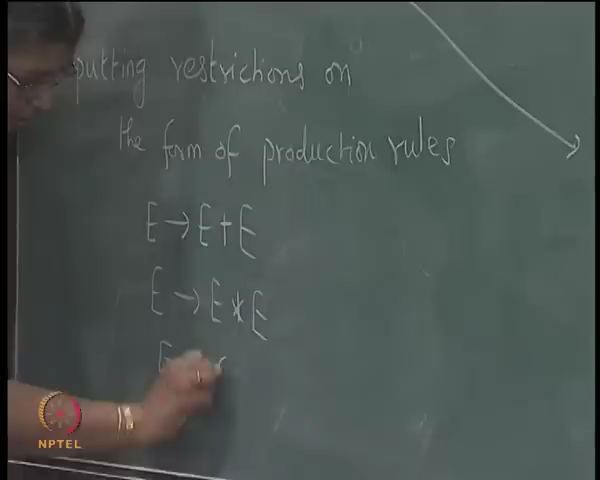 putting restrictions on
the form of production rules
E → E + E
E → E * E
E
NPTEL